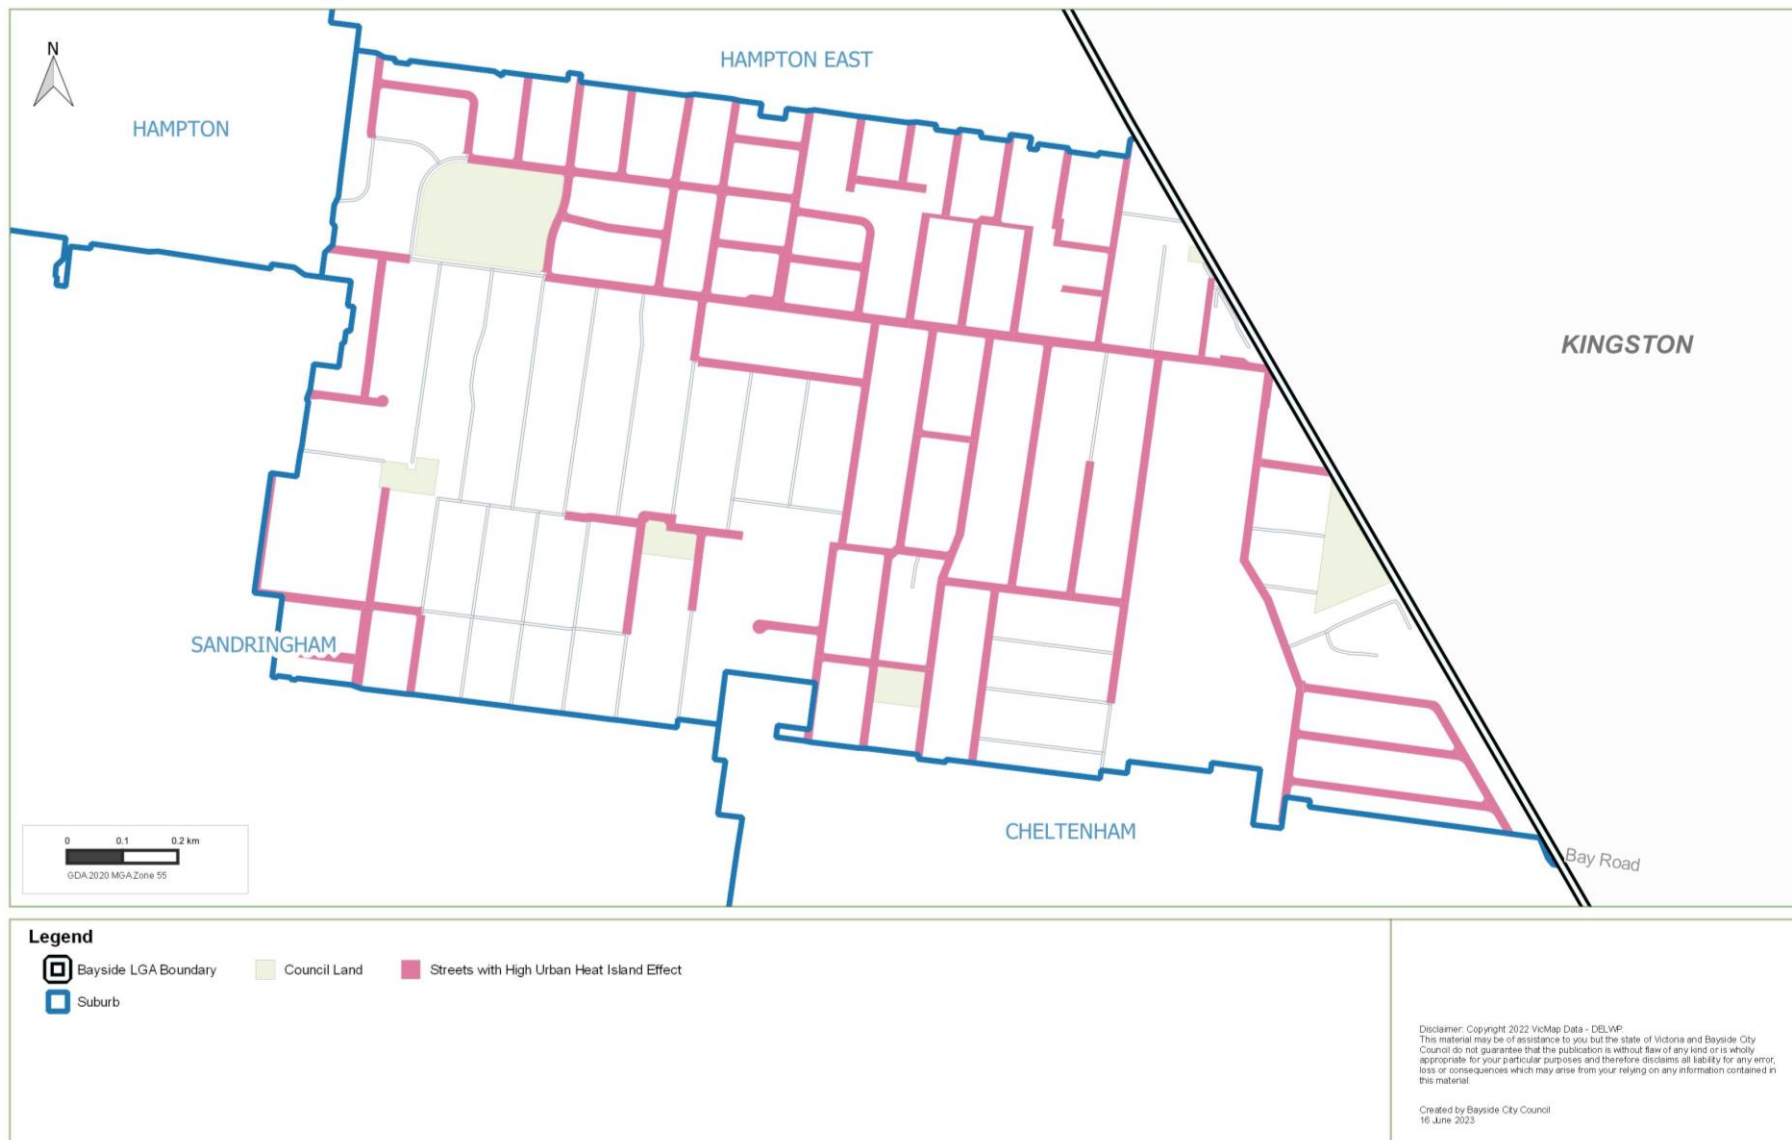 N
HAMPTON EAST
HAMPTON
KINGSTON
SANDRINGHAM
CHELTENHAM
Bay Road
0 0.1 0.2 km
GDA 2020 MGA Zone 55
Legend
Bayside LGA Boundary
Council Land
Streets with High Urban Heat Island Effect
Suburb
Disclaimer: Copyright 2022 VicMap Data - DELWP.
This material may be of assistance to you but the state of Victoria and Bayside City
Council do not guarantee that the publication is without flaw of any kind or is wholly
appropriate for your particular purposes and therefore disclaims all liability for any error,
loss or consequences which may arise from your relying on any information contained in
this material.
Created by Bayside City Council
16 June 2023